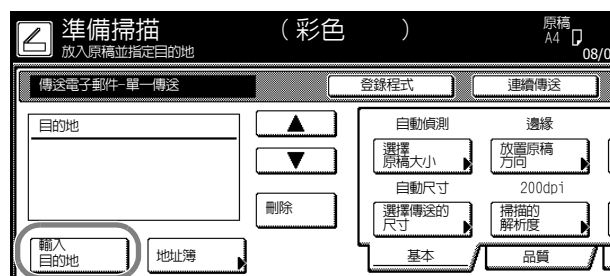 準備掃描
（彩色　　）
原稿
A4
放入原稿並指定目的地
08/0
傳送電子郵件-單一傳送
登錄程式
連續傳送
目的地
刪除
輸入
目的地
地址簿
自動偵測
邊緣
選擇
原稿大小
放置原稿
方向
自動尺寸
200dpi
選擇傳送的
尺寸
掃描的
解析度
基本
品質